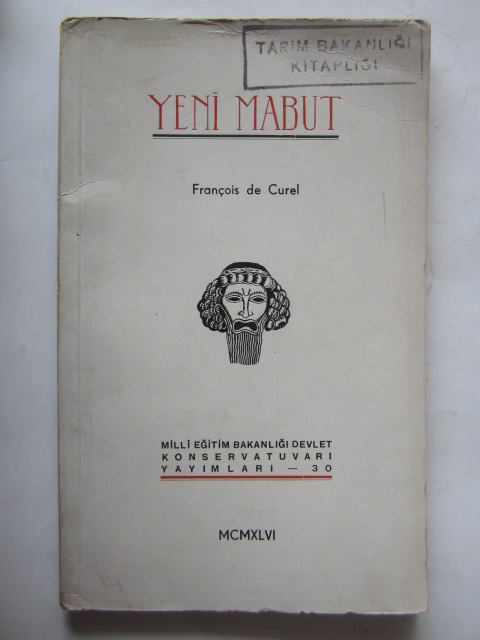 TARIM BAKANLIĞI
KİTAPLIĞI
YENİ MABUT
François de Curel
MİLLÎ EĞİTİM BAKANLIĞI DEVLET
KONSERVATUVARI
YAYIMLARI — 30
MCMXLVI